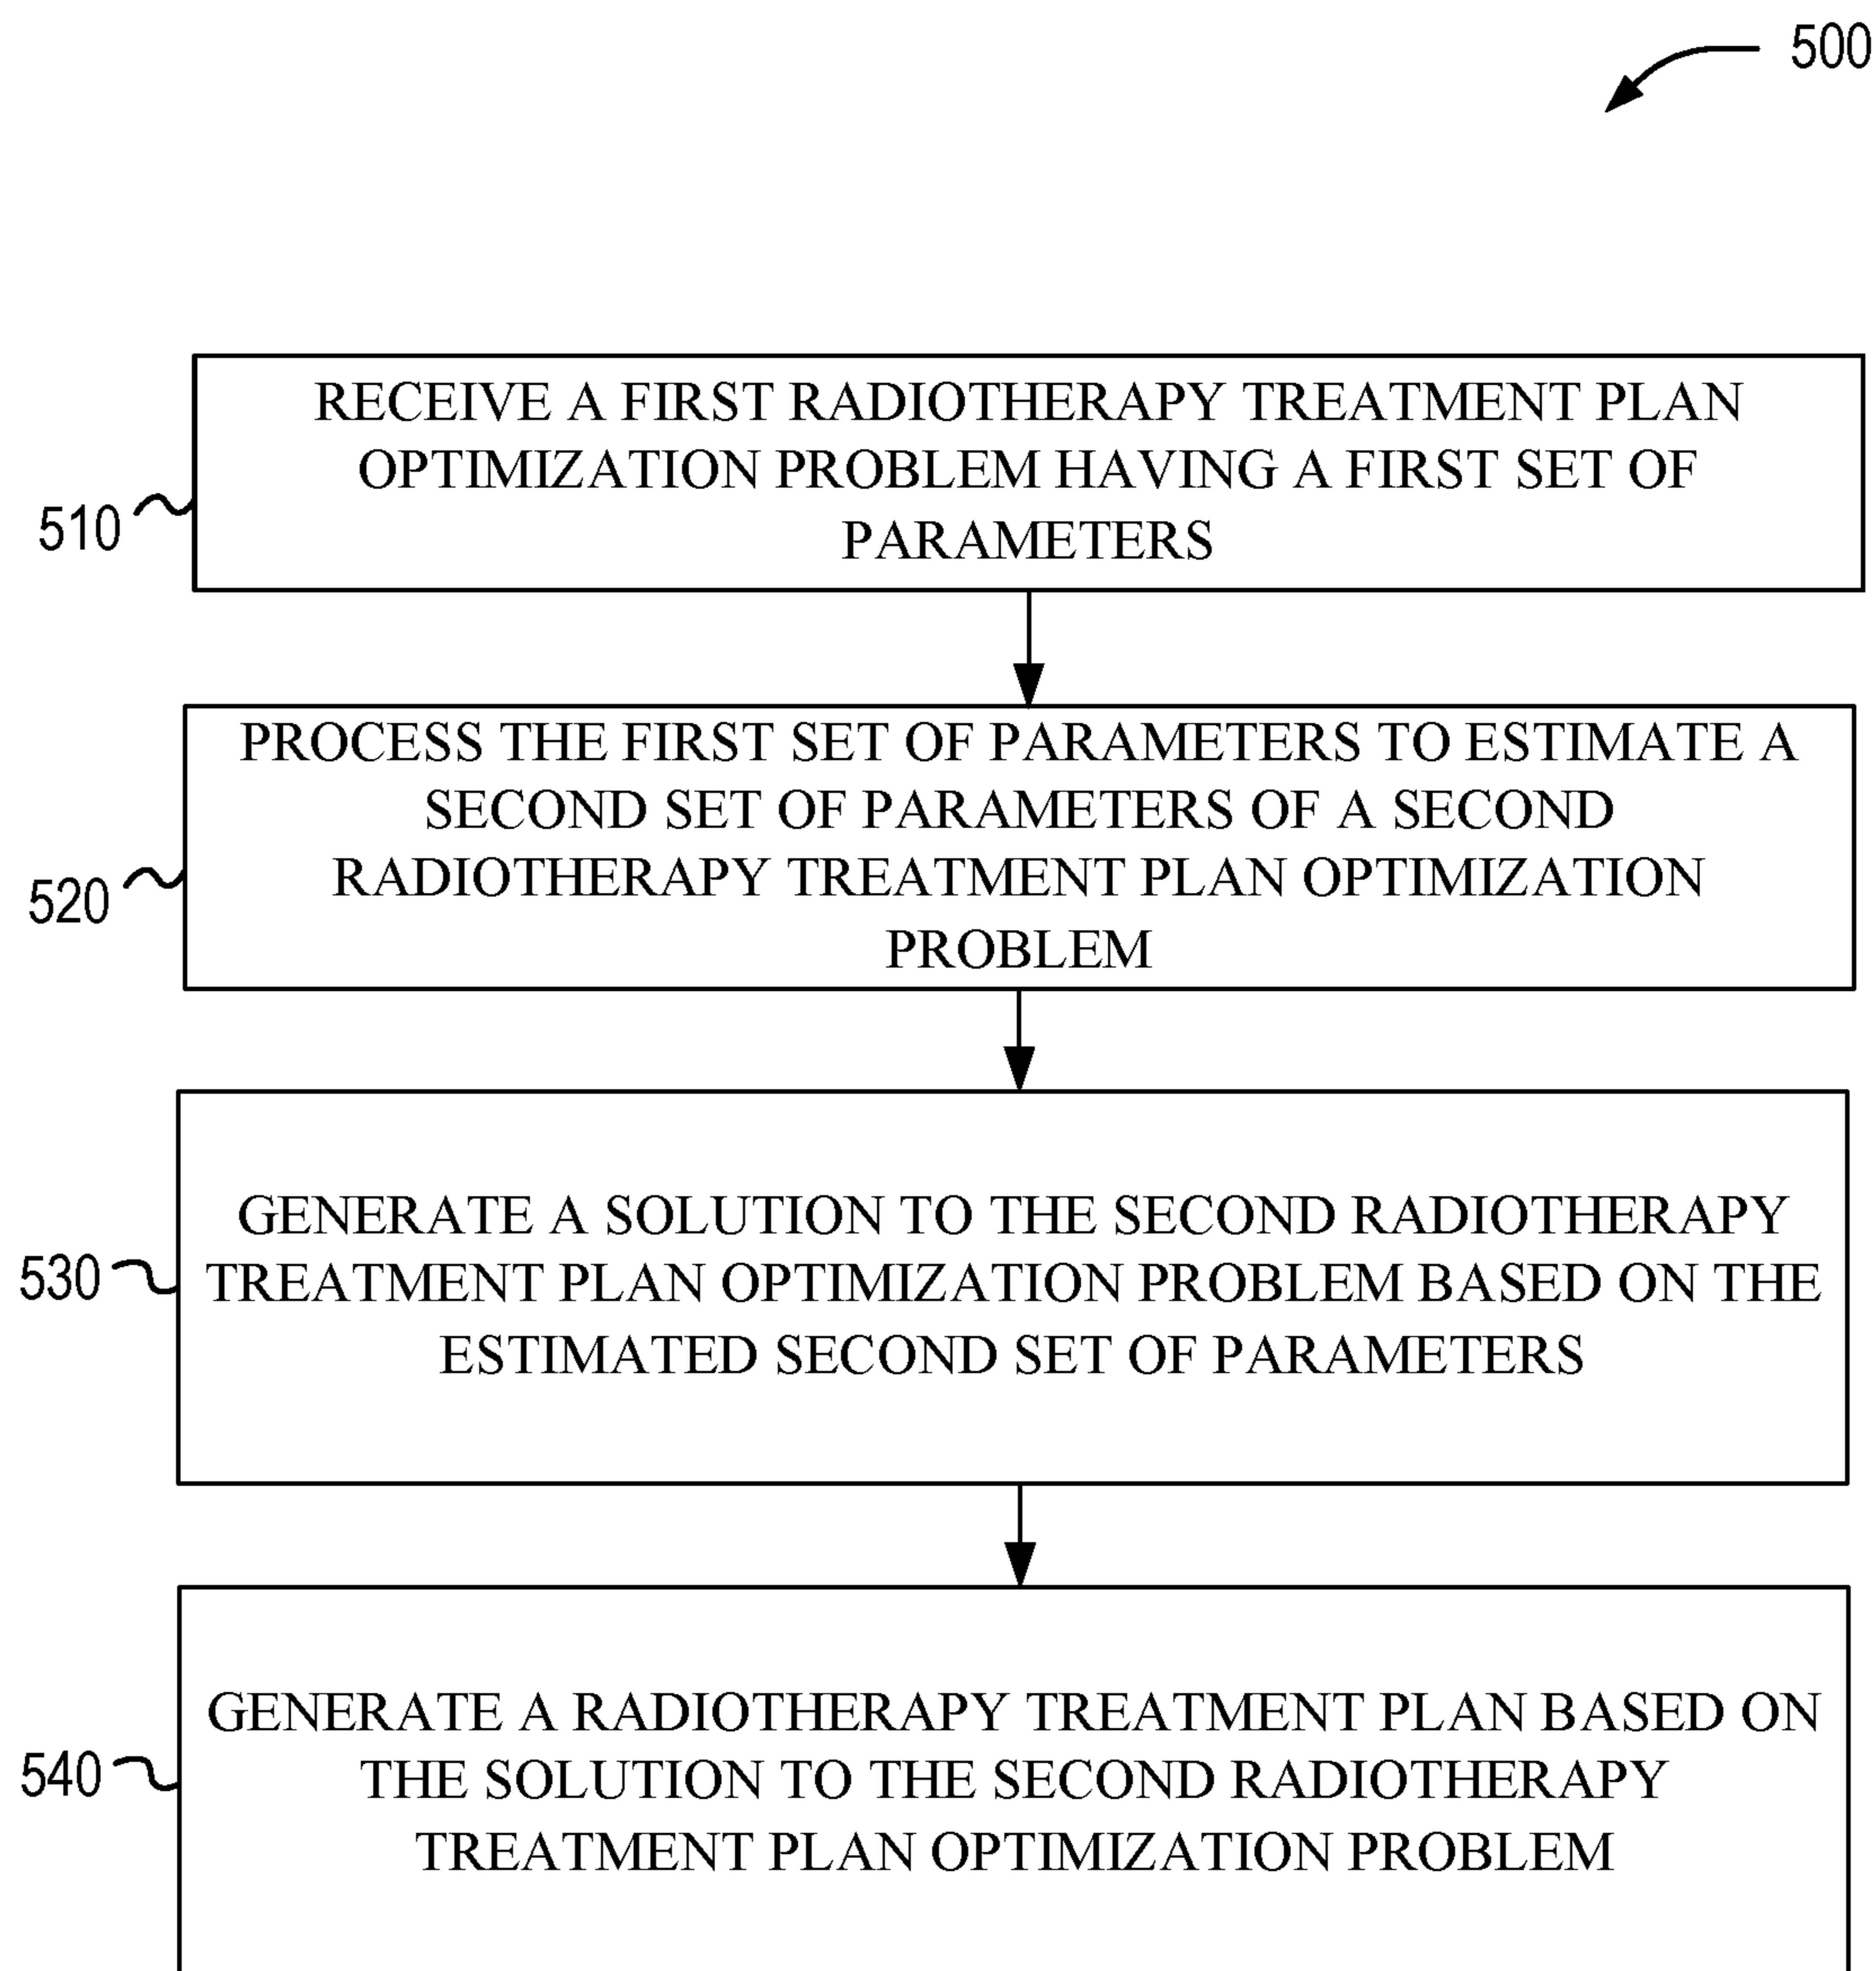 500
RECEIVE A FIRST RADIOTHERAPY TREATMENT PLAN
OPTIMIZATION PROBLEM HAVING A FIRST SET OF
PARAMETERS
510
PROCESS THE FIRST SET OF PARAMETERS TO ESTIMATE A
SECOND SET OF PARAMETERS OF A SECOND
RADIOTHERAPY TREATMENT PLAN OPTIMIZATION
PROBLEM
520
GENERATE A SOLUTION TO THE SECOND RADIOTHERAPY
TREATMENT PLAN OPTIMIZATION PROBLEM BASED ON THE
ESTIMATED SECOND SET OF PARAMETERS
530
GENERATE A RADIOTHERAPY TREATMENT PLAN BASED ON
THE SOLUTION TO THE SECOND RADIOTHERAPY
TREATMENT PLAN OPTIMIZATION PROBLEM
540